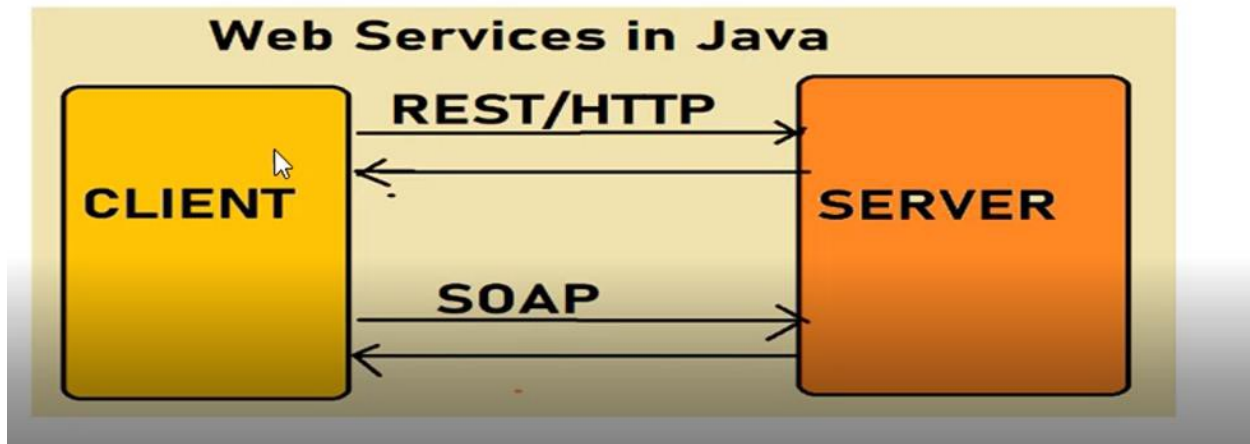 Web Services in Java
REST/HTTP
CLIENT
SERVER
SOAP